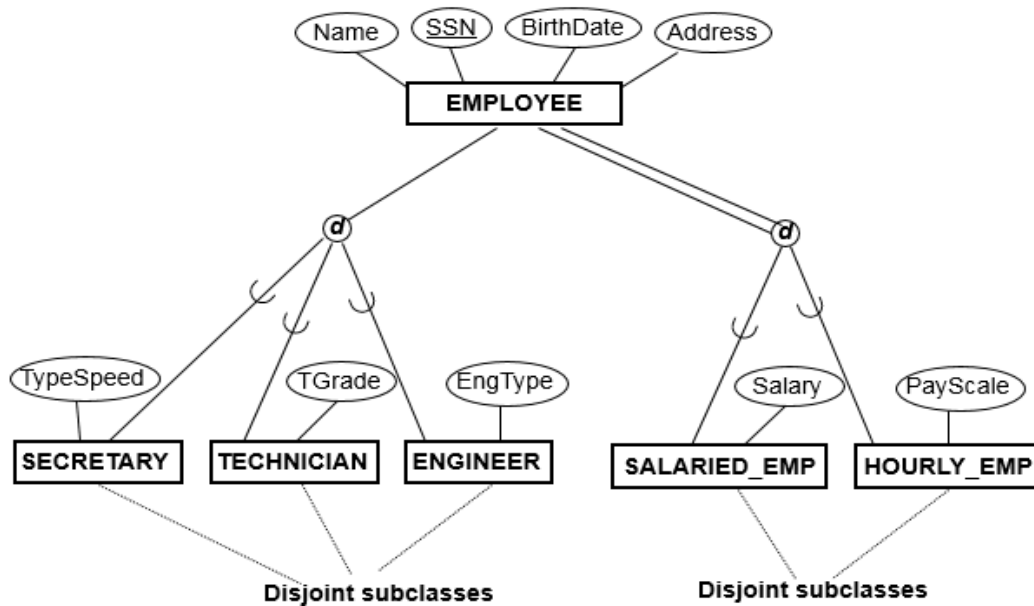 Name
SSN
BirthDate
Address
EMPLOYEE
d
d
TypeSpeed
TGrade
EngType
Salary
PayScale
SECRETARY
TECHNICIAN
ENGINEER
SALARIED_EMP
HOURLY_EMP
Disjoint subclasses
Disjoint subclasses